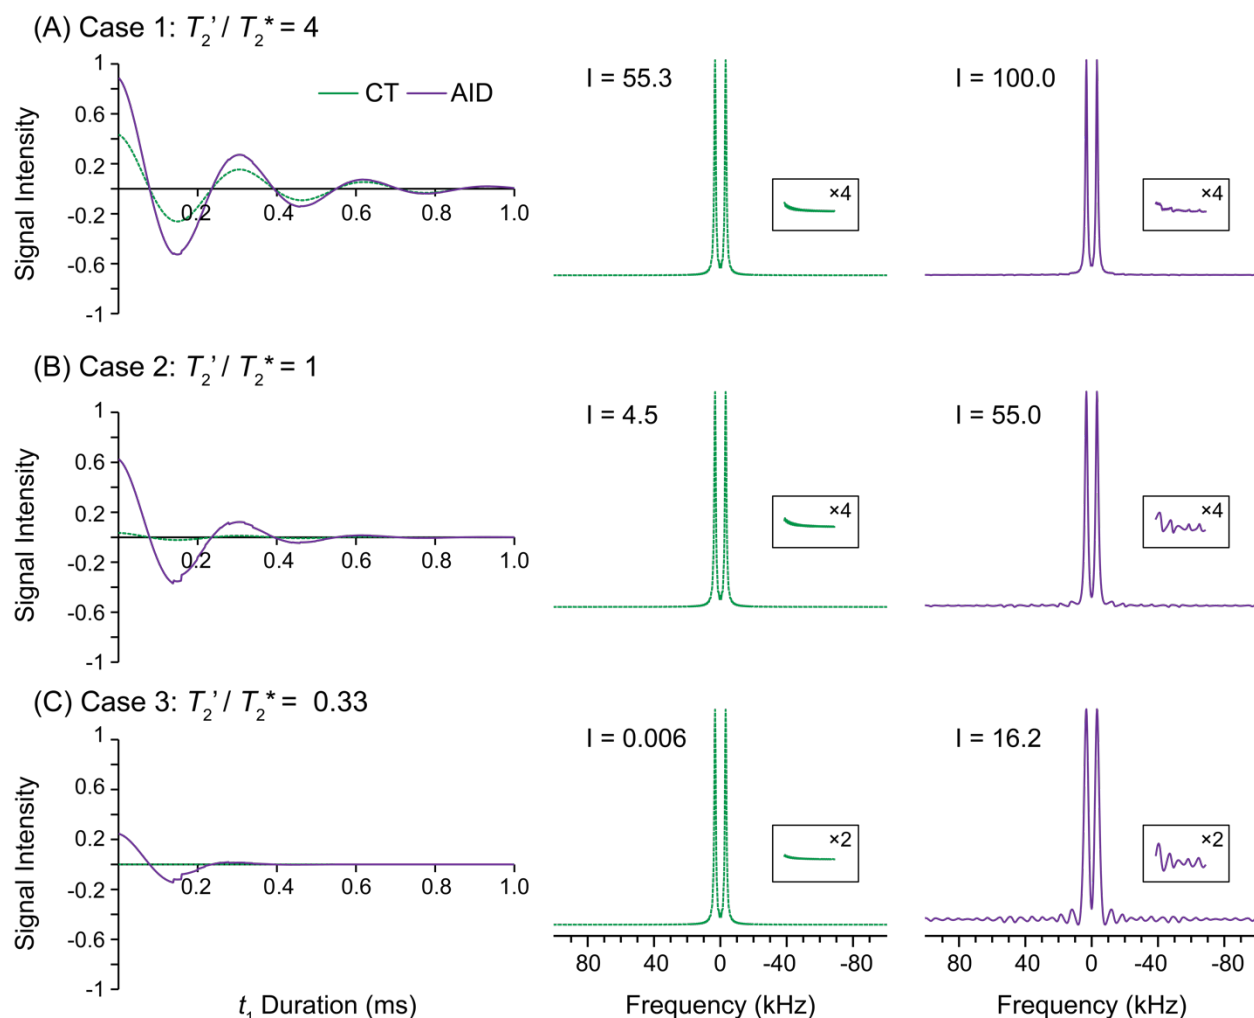 (A) Case 1: T₂' / T₂* = 4
1
0.6
0.2
-0.2
-0.6
-1
Signal Intensity
CT
AID
0.2 0.4 0.6 0.8 1.0
I = 55.3
×4
I = 100.0
×4
(B) Case 2: T₂' / T₂* = 1
1
0.6
0.2
-0.2
-0.6
-1
Signal Intensity
0.2 0.4 0.6 0.8 1.0
I = 4.5
×4
I = 55.0
×4
(C) Case 3: T₂' / T₂* = 0.33
1
0.6
0.2
-0.2
-0.6
-1
Signal Intensity
0.2 0.4 0.6 0.8 1.0
t₁ Duration (ms)
I = 0.006
×2
80 40 0 -40 -80
Frequency (kHz)
I = 16.2
×2
80 40 0 -40 -80
Frequency (kHz)